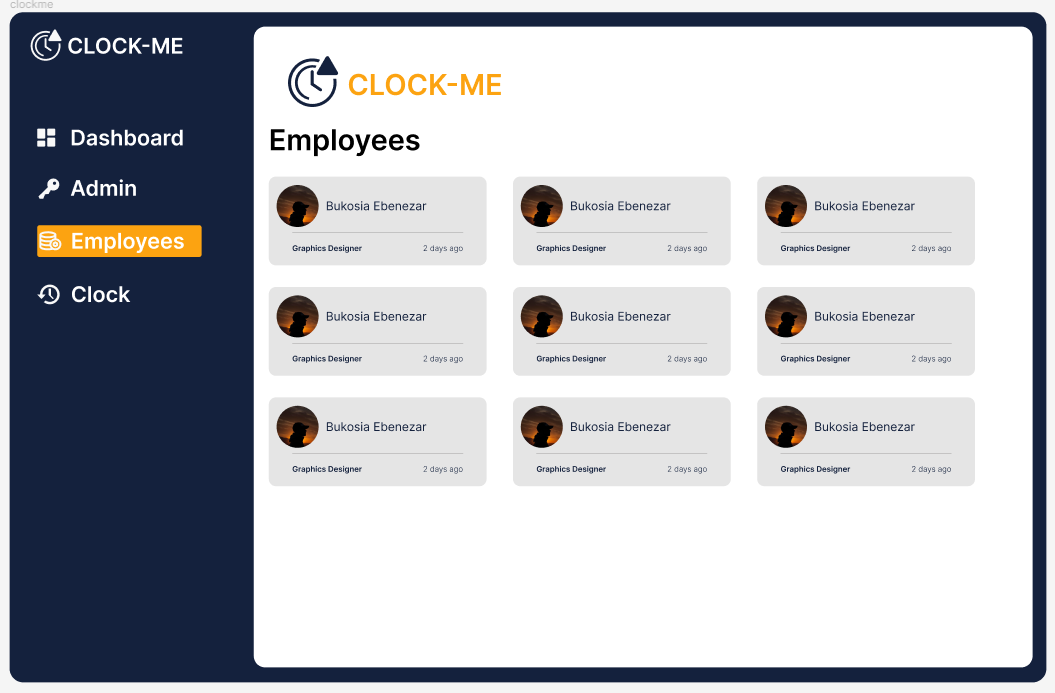 clockme
CLOCK-ME
Dashboard
Admin
Employees
Clock
CLOCK-ME
Employees
Bukosia Ebenezar
Graphics Designer 2 days ago
Bukosia Ebenezar
Graphics Designer 2 days ago
Bukosia Ebenezar
Graphics Designer 2 days ago
Bukosia Ebenezar
Graphics Designer 2 days ago
Bukosia Ebenezar
Graphics Designer 2 days ago
Bukosia Ebenezar
Graphics Designer 2 days ago
Bukosia Ebenezar
Graphics Designer 2 days ago
Bukosia Ebenezar
Graphics Designer 2 days ago
Bukosia Ebenezar
Graphics Designer 2 days ago